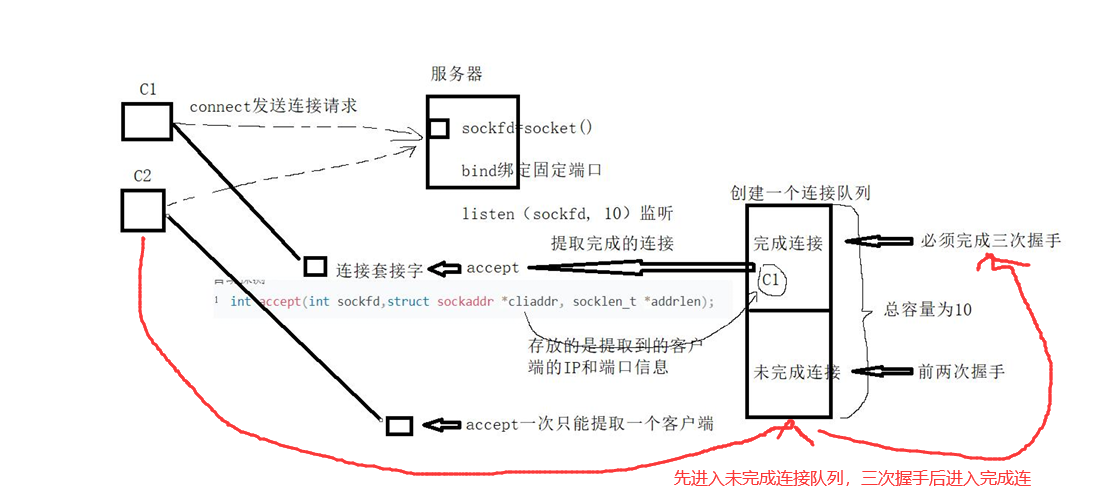 服务器
C1
connect发送连接请求
sockfd=socket()
C2
bind绑定固定端口
创建一个连接队列
listen（sockfd, 10）监听
提取完成的连接
完成连接
必须完成三次握手
连接套接字
accept
C1
1 int accept(int sockfd,struct sockaddr *cliaddr, socklen_t *addrlen);
总容量为10
存放的是提取到的客户
端的IP和端口信息
未完成连接
前两次握手
accept一次只能提取一个客户端
先进入未完成连接队列，三次握手后进入完成连